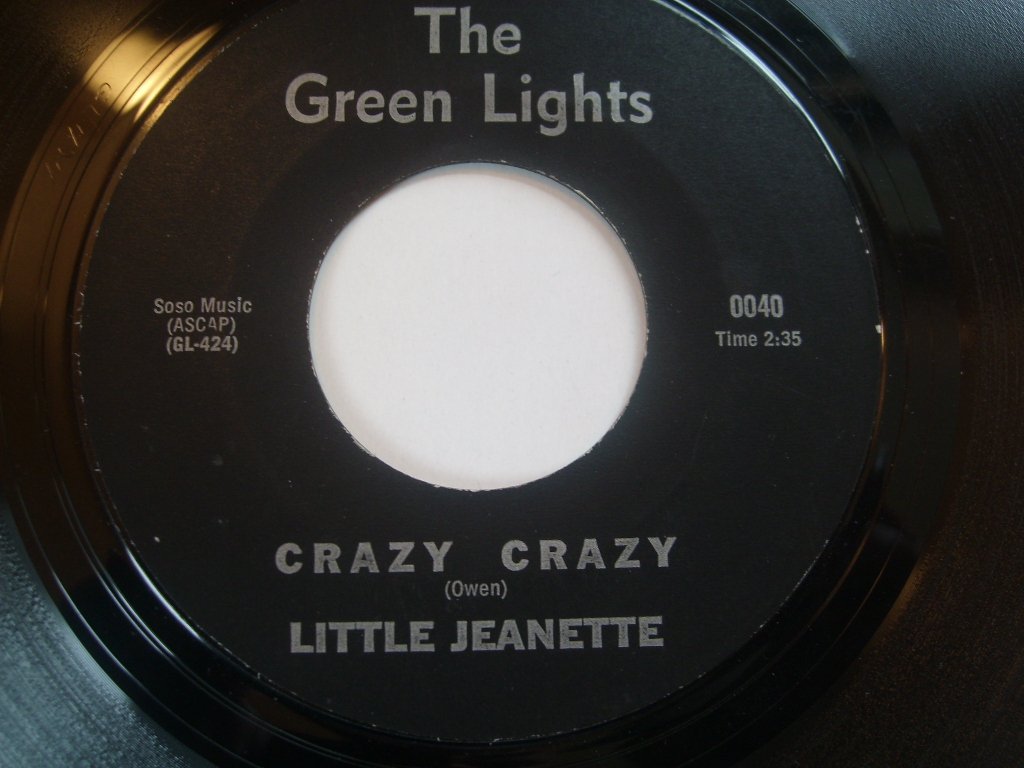 The
Green Lights
Soso Music
(ASCAP)
(GL-424)
0040
Time 2:35
CRAZY CRAZY
(Owen)
LITTLE JEANETTE